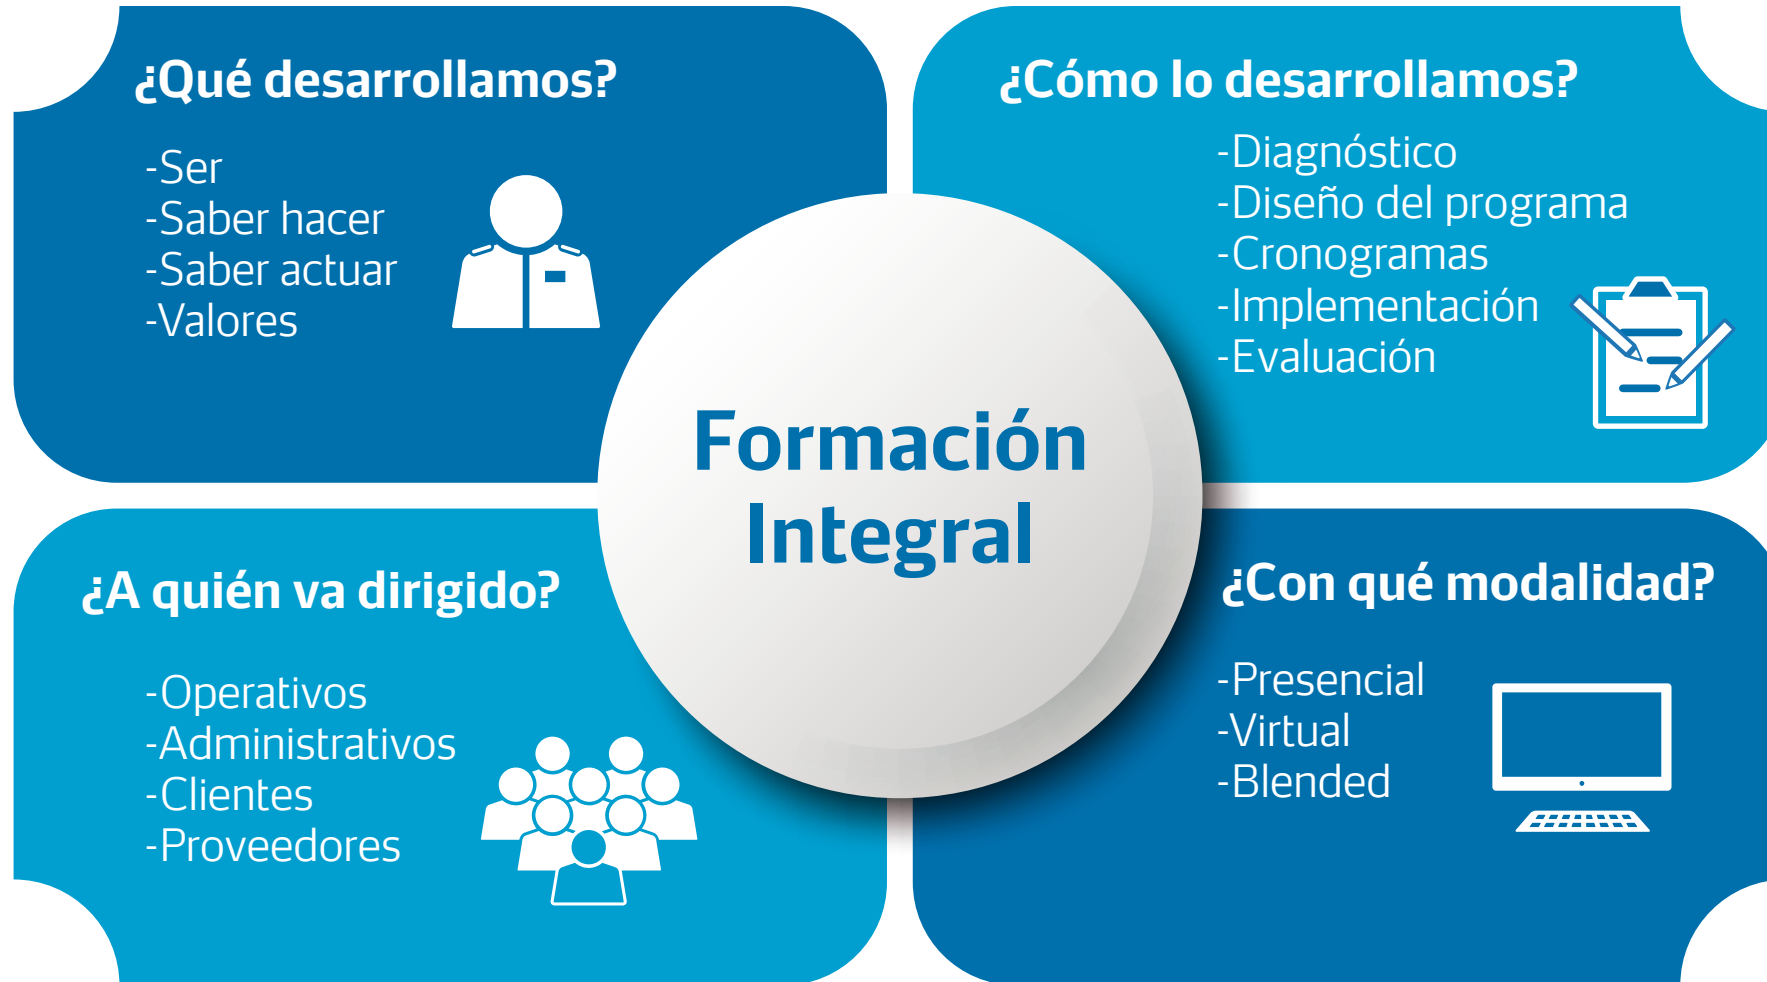 ¿Qué desarrollamos?
-Ser
-Saber hacer
-Saber actuar
-Valores
¿Cómo lo desarrollamos?
-Diagnóstico
-Diseño del programa
-Cronogramas
-Implementación
-Evaluación
Formación
Integral
¿A quién va dirigido?
-Operativos
-Administrativos
-Clientes
-Proveedores
¿Con qué modalidad?
-Presencial
-Virtual
-Blended